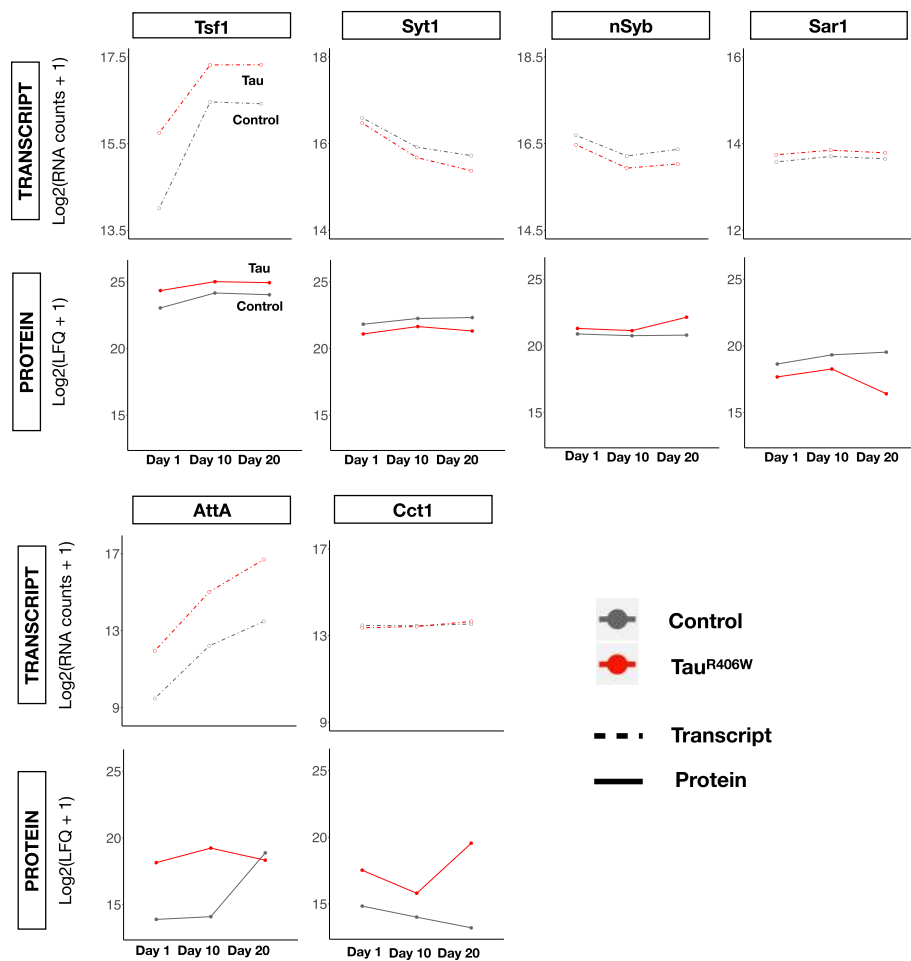 Tsf1 Syt1 nSyb Sar1
TRANSCRIPT
Log2(RNA counts + 1)
17.5
15.5
13.5
Tau
Control
18
16
14
18.5
16.5
14.5
16
14
12
PROTEIN
Log2(LFQ + 1)
25
20
15
Tau
Control
25
20
15
25
20
15
25
20
15
Day 1 Day 10 Day 20 Day 1 Day 10 Day 20 Day 1 Day 10 Day 20 Day 1 Day 10 Day 20
AttA Cct1
TRANSCRIPT
Log2(RNA counts + 1)
17
13
9
17
13
9
Control
Tau^R406W
Transcript
Protein
PROTEIN
Log2(LFQ + 1)
25
20
15
25
20
15
Day 1 Day 10 Day 20 Day 1 Day 10 Day 20